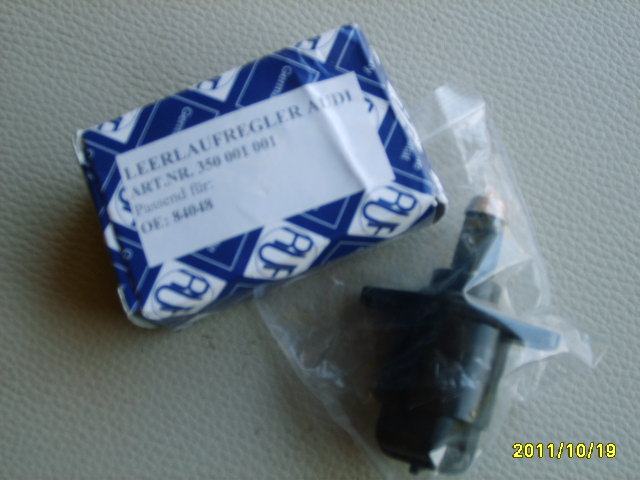 LEERLAUFREGLER AUDI
ART.NR. 350 001 001
Passend für:
OE: 84048
2011/10/19